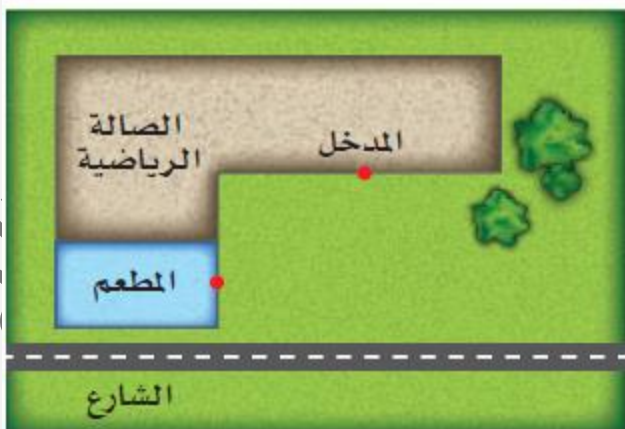 الصالة
الرياضية
المدخل
المطعم
الشارع